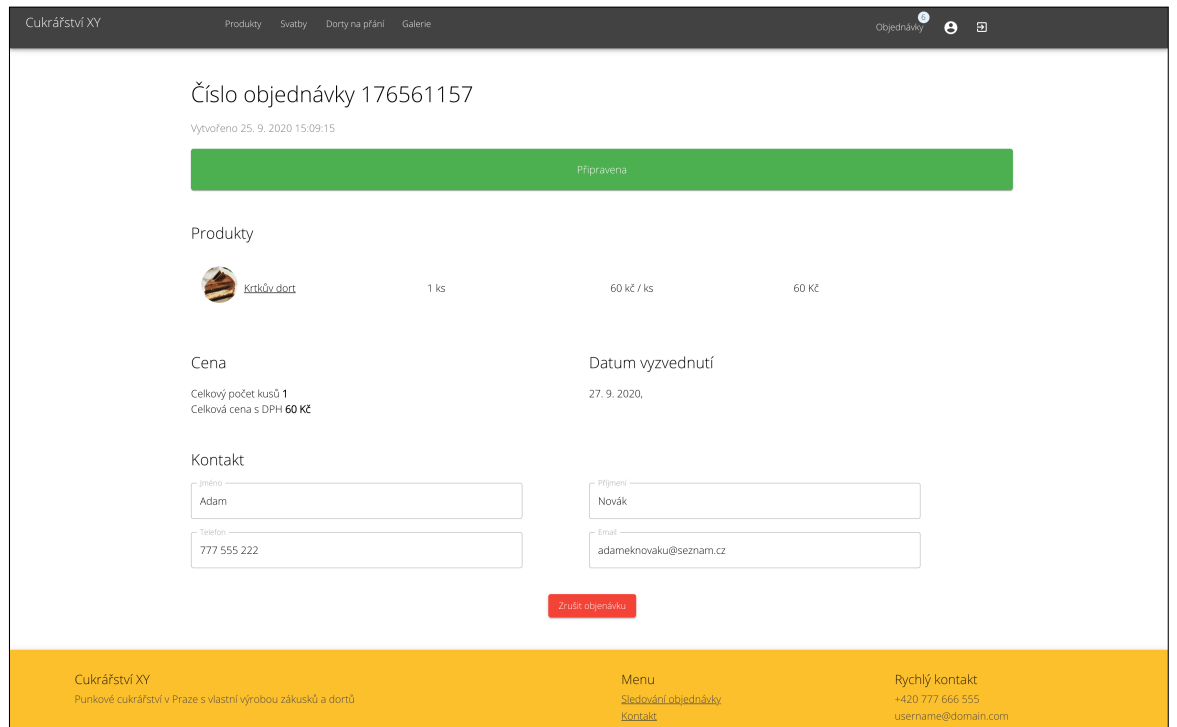 Cukrářství XY Produkty Svatby Dorty na přání Galerie Objednávky 6
Číslo objednávky 176561157
Vytvořeno 25. 9. 2020 15:09:15
Připravena
Produkty
Krtkův dort 1 ks 60 kč / ks 60 Kč
Cena Datum vyzvednutí
Celkový počet kusů 1 27. 9. 2020,
Celková cena s DPH 60 Kč
Kontakt
Jméno Příjmení
Adam Novák
Telefon Email
777 555 222 adameknovaku@seznam.cz
Zrušit objenávku
Cukrářství XY Menu Rychlý kontakt
Punkové cukrářství v Praze s vlastní výrobou zákusků a dortů Sledování objednávky +420 777 666 555
Kontakt username@domain.com